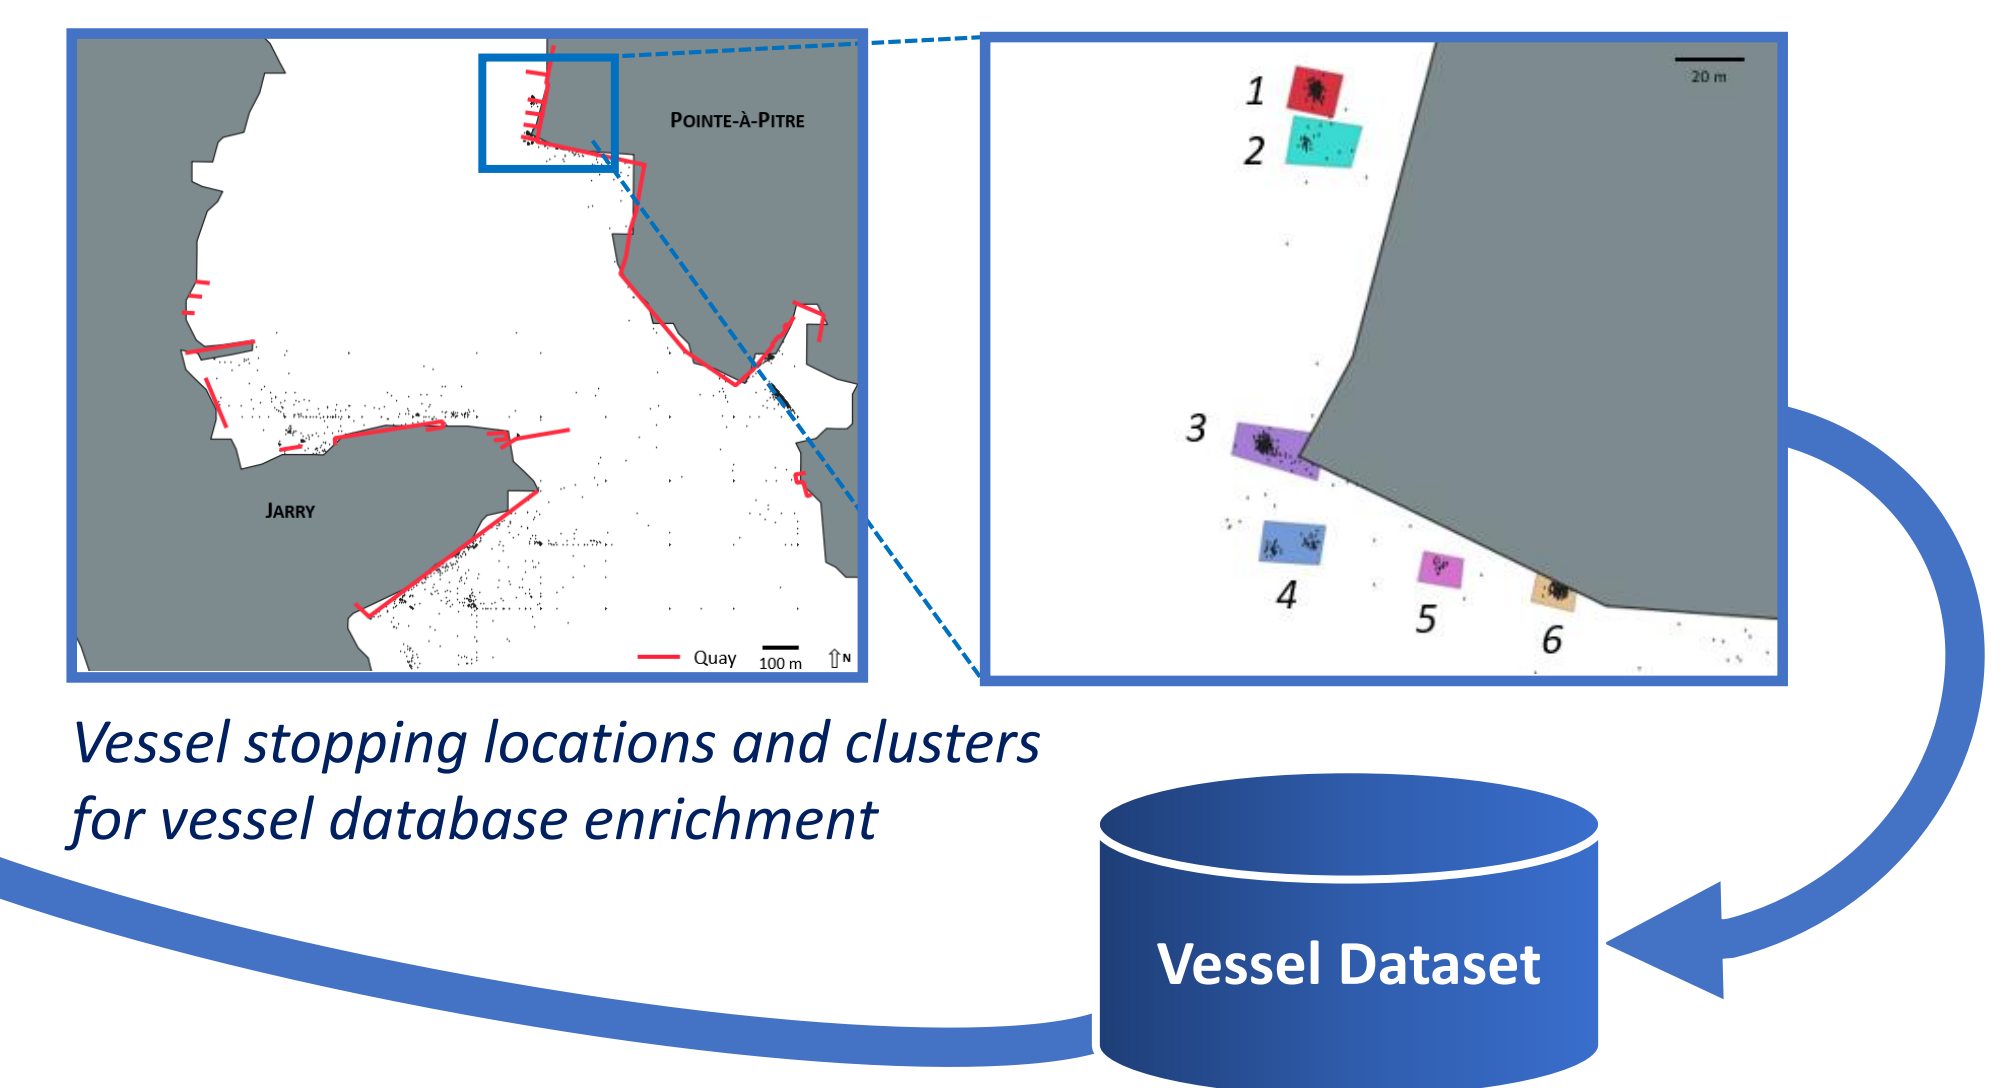 POINTE-À-PITRE
JARRY
Quay
100 m
N
20 m
1
2
3
4
5
6
Vessel stopping locations and clusters
for vessel database enrichment
Vessel Dataset